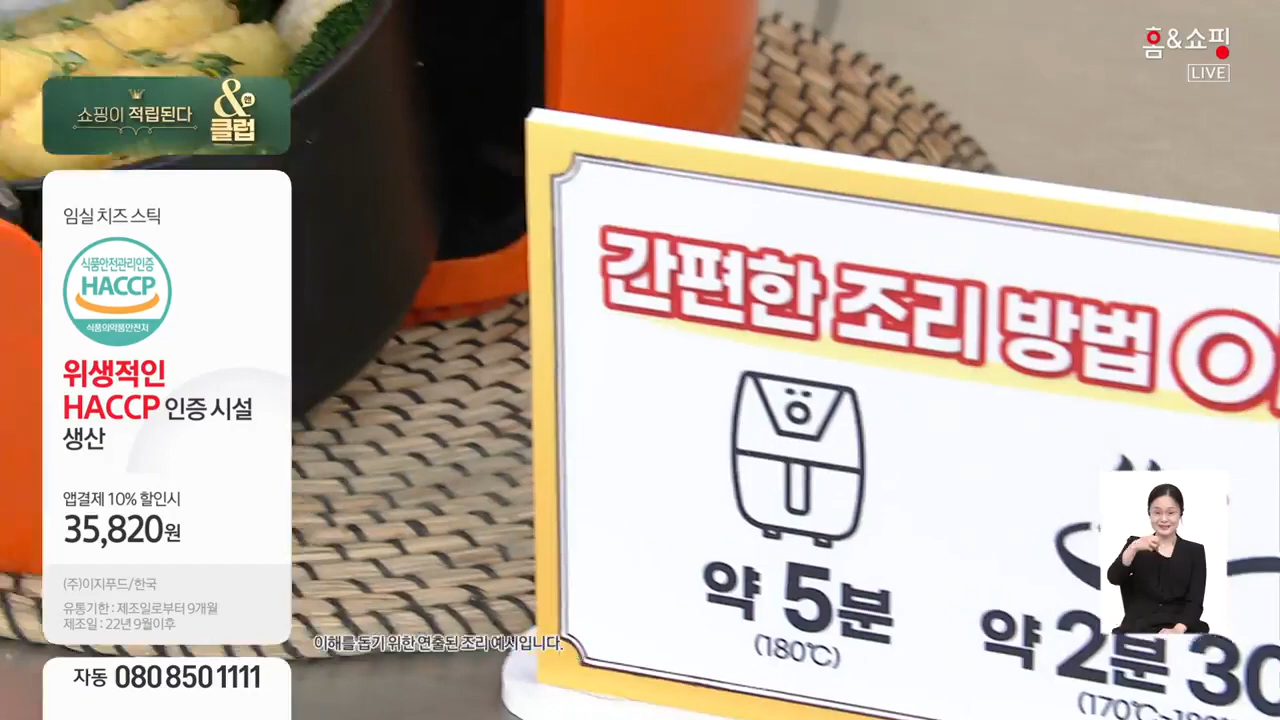 홈&쇼핑
LIVE
쇼핑이 적립된다
&앤
클럽
임실 치즈 스틱
식품안전관리인증
HACCP
식품의약품안전처
위생적인
HACCP 인증 시설
생산
앱결제 10% 할인시
35,820원
(주)이지푸드/한국
유통기한 : 제조일로부터 9개월
제조일 : 22년 9월이후
자동 080 850 1111
이해를 돕기 위한 연출된 조리 예시입니다.
간편한 조리 방법
약 5분
(180℃)
약 2분 30
(170℃~